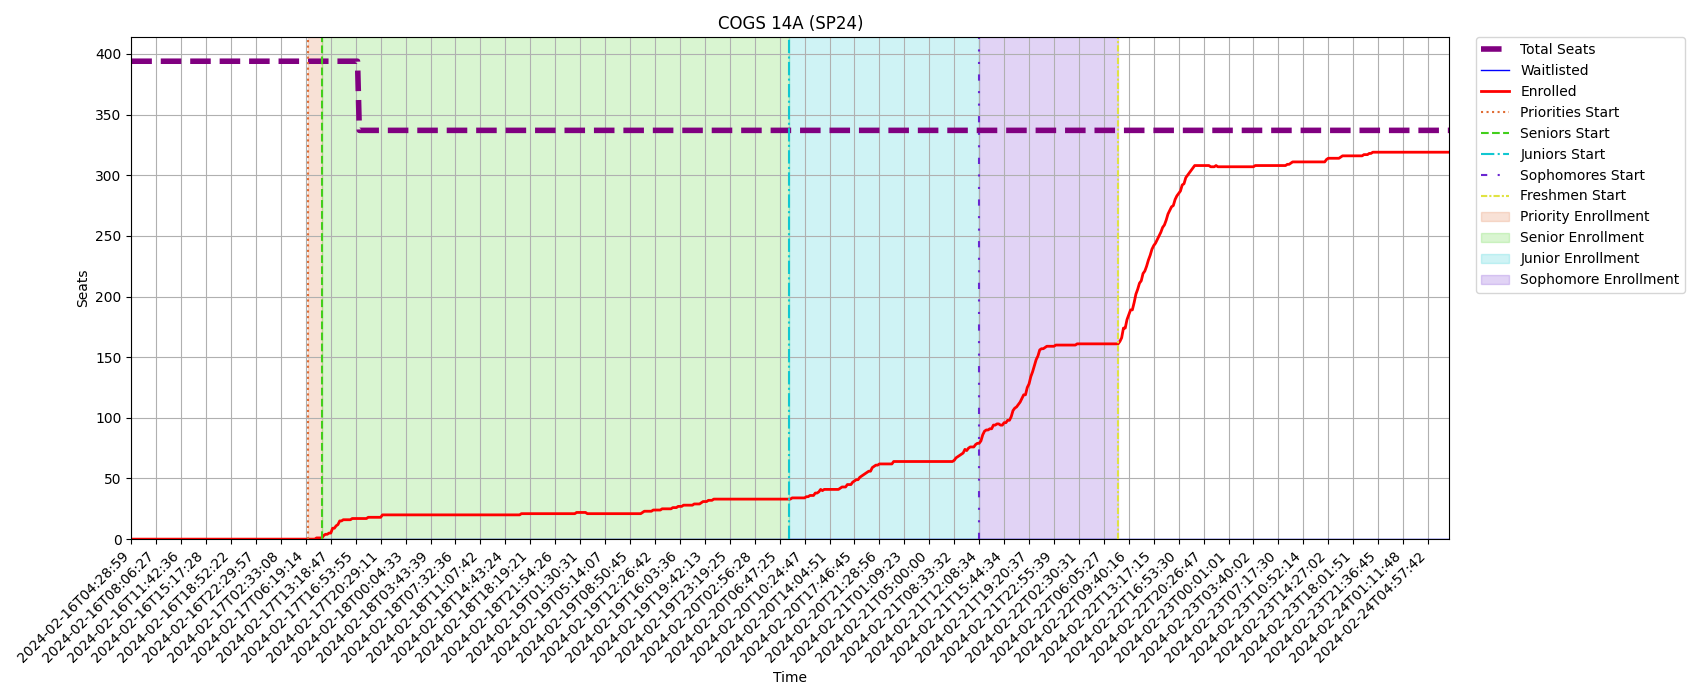 COGS 14A (SP24)
400
350
300
250
200
150
100
50
0
Seats
2024-02-16T04:28:59
2024-02-16T08:06:27
2024-02-16T11:42:36
2024-02-16T15:17:28
2024-02-16T18:52:22
2024-02-16T22:29:57
2024-02-17T02:33:08
2024-02-17T06:19:14
2024-02-17T13:18:47
2024-02-17T16:53:55
2024-02-17T20:29:11
2024-02-18T00:04:33
2024-02-18T03:43:39
2024-02-18T07:32:36
2024-02-18T11:07:42
2024-02-18T14:43:24
2024-02-18T18:19:21
2024-02-18T21:54:26
2024-02-19T01:30:31
2024-02-19T05:14:07
2024-02-19T08:50:45
2024-02-19T12:26:42
2024-02-19T16:03:36
2024-02-19T19:42:13
2024-02-19T23:19:25
2024-02-20T02:56:28
2024-02-20T06:47:25
2024-02-20T10:24:47
2024-02-20T14:04:51
2024-02-20T17:46:45
2024-02-20T21:28:56
2024-02-21T01:09:23
2024-02-21T05:00:00
2024-02-21T08:33:32
2024-02-21T12:08:34
2024-02-21T15:44:34
2024-02-21T19:20:37
2024-02-21T22:55:39
2024-02-22T02:30:31
2024-02-22T06:05:27
2024-02-22T09:40:16
2024-02-22T13:17:15
2024-02-22T16:53:30
2024-02-22T20:26:47
2024-02-23T00:01:01
2024-02-23T03:40:02
2024-02-23T07:17:30
2024-02-23T10:52:14
2024-02-23T14:27:02
2024-02-23T18:01:51
2024-02-23T21:36:45
2024-02-24T01:11:48
2024-02-24T04:57:42
Time
Total Seats
Waitlisted
Enrolled
Priorities Start
Seniors Start
Juniors Start
Sophomores Start
Freshmen Start
Priority Enrollment
Senior Enrollment
Junior Enrollment
Sophomore Enrollment